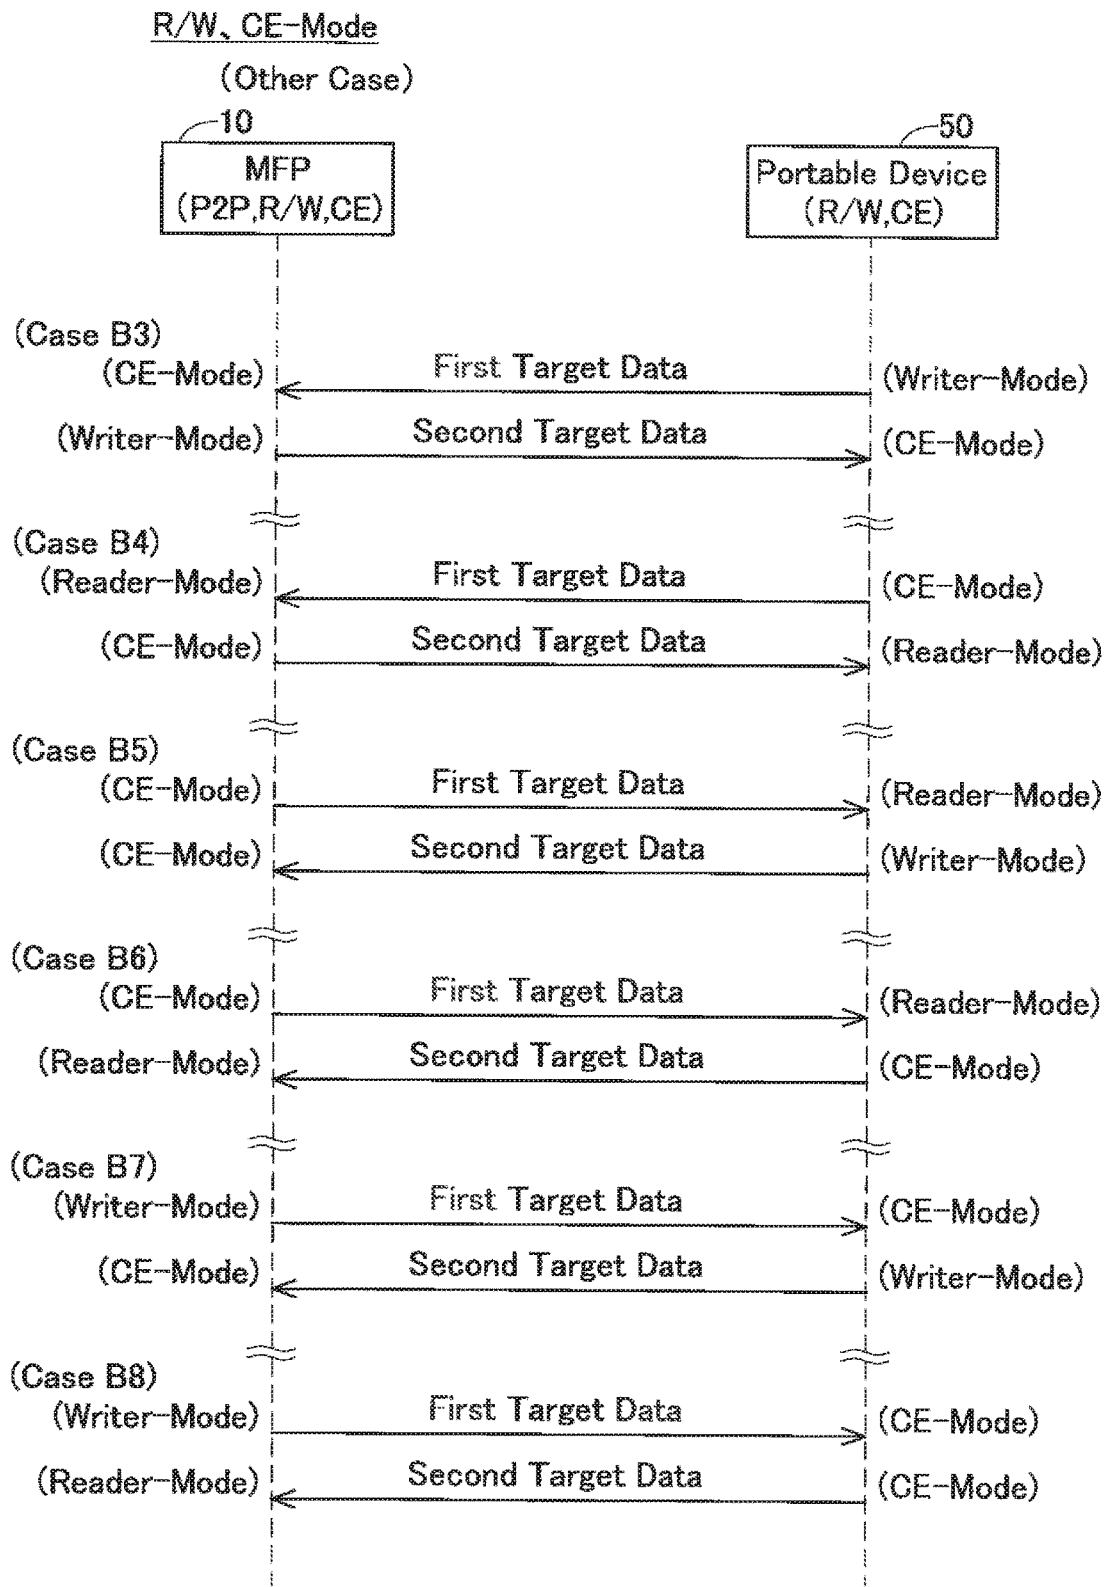 R/W、CE-Mode
(Other Case)
10
50
MFP
(P2P,R/W,CE)
Portable Device
(R/W,CE)
(Case B3)
(CE-Mode)
First Target Data
(Writer-Mode)
(Writer-Mode)
Second Target Data
(CE-Mode)
(Case B4)
(Reader-Mode)
First Target Data
(CE-Mode)
(CE-Mode)
Second Target Data
(Reader-Mode)
(Case B5)
(CE-Mode)
First Target Data
(Reader-Mode)
(CE-Mode)
Second Target Data
(Writer-Mode)
(Case B6)
(CE-Mode)
First Target Data
(Reader-Mode)
(Reader-Mode)
Second Target Data
(CE-Mode)
(Case B7)
(Writer-Mode)
First Target Data
(CE-Mode)
(CE-Mode)
Second Target Data
(Writer-Mode)
(Case B8)
(Writer-Mode)
First Target Data
(CE-Mode)
(Reader-Mode)
Second Target Data
(CE-Mode)